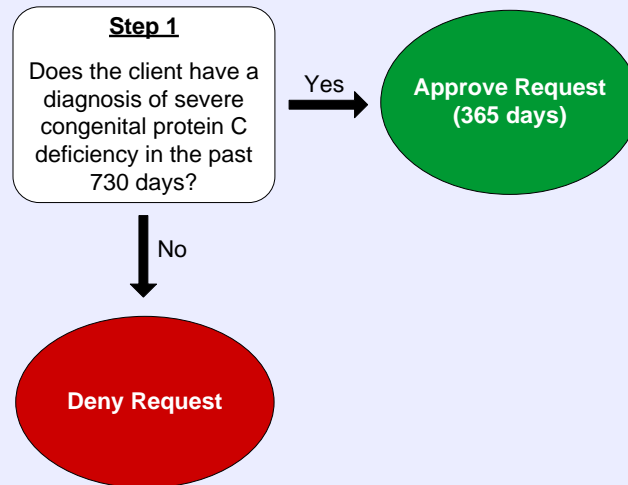 Step 1
Does the client have a
diagnosis of severe
congenital protein C
deficiency in the past
730 days?
Yes
Approve Request
(365 days)
No
Deny Request